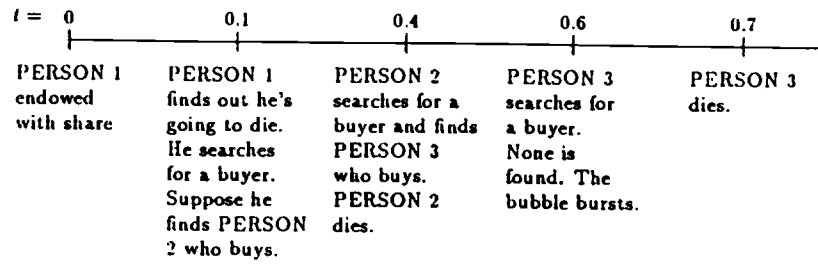 t = 0 0.1 0.4 0.6 0.7
PERSON 1
endowed
with share
PERSON 1
finds out he's
going to die.
He searches
for a buyer.
Suppose he
finds PERSON
2 who buys.
PERSON 2
searches for a
buyer and finds
PERSON 3
who buys.
PERSON 2
dies.
PERSON 3
searches for
a buyer.
None is
found. The
bubble bursts.
PERSON 3
dies.